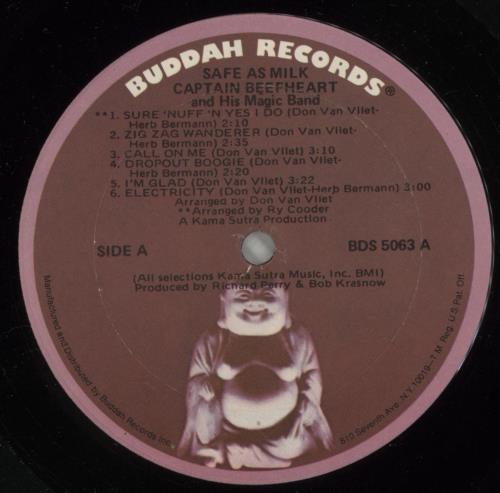 BUDDAH RECORDS®
SAFE AS MILK
CAPTAIN BEEFHEART
and His Magic Band
**1. SURE 'NUFF 'N YES I DO (Don Van Vliet-
Herb Bermann) 2:10
2. ZIG ZAG WANDERER (Don Van Vliet-
Herb Bermann) 2:35
3. CALL ON ME (Don Van Vliet) 3:10
4. DROPOUT BOOGIE (Don Van Vliet-
Herb Bermann) 2:20
5. I'M GLAD (Don Van Vliet) 3:22
6. ELECTRICITY (Don Van Vliet-Herb Bermann) 3:00
Arranged by Don Van Vliet
**Arranged by Ry Cooder
A Kama Sutra Production
SIDE A
BDS 5063 A
(All selections Kama Sutra Music, Inc. BMI)
Produced by Richard Perry & Bob Krasnow
Manufactured and Distributed by Buddah Records Inc.
810 Seventh Ave. N.Y. 10019-T.M. Reg. U.S. Pat. Off.